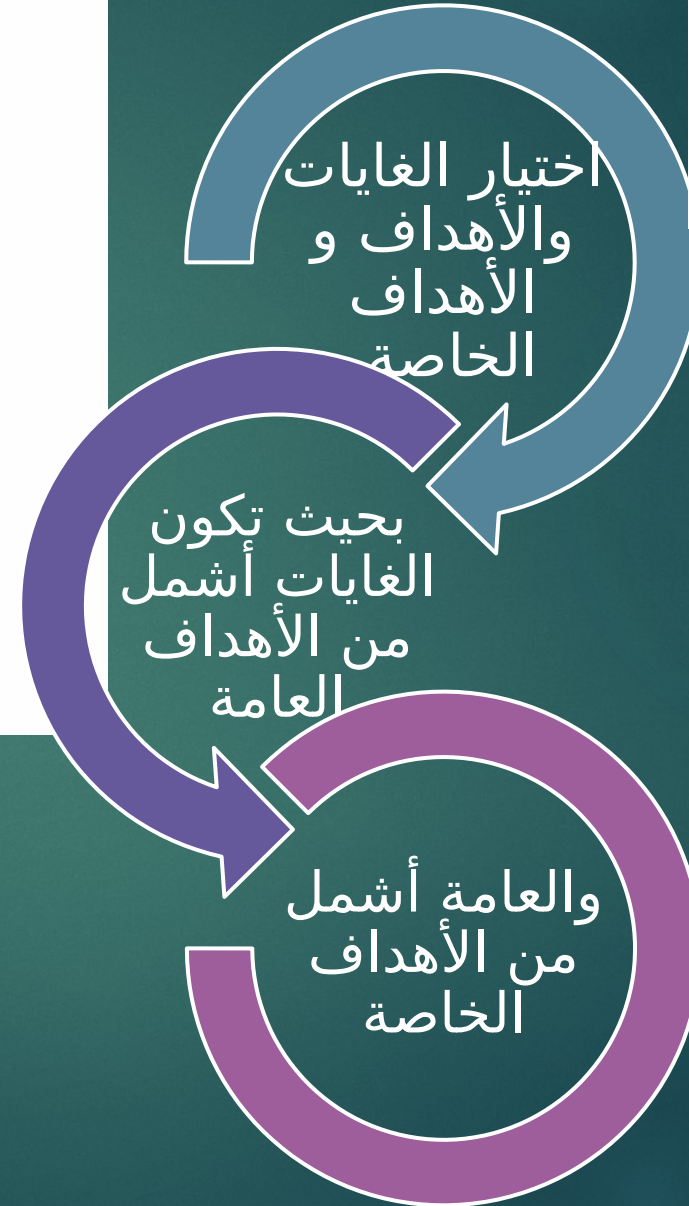 اختيار الغايات
والأهداف و
الأهداف
الخاصة
بحيث تكون
الغايات أشمل
من الأهداف
العامة
والعامة أشمل
من الأهداف
الخاصة